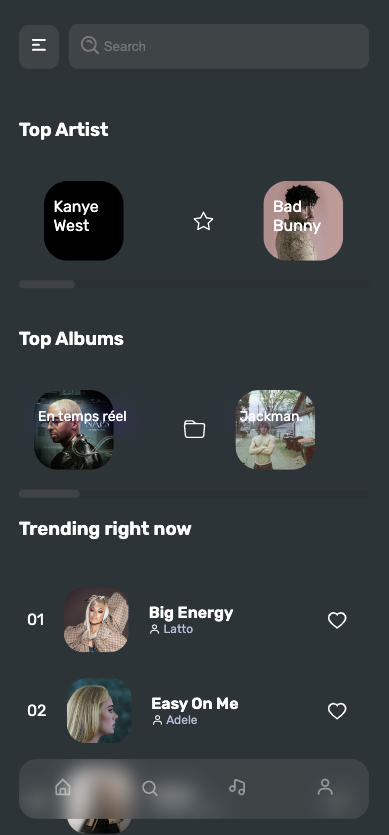 Search
Top Artist
Kanye
West
Bad
Bunny
Top Albums
En temps réel
Jackman.
Trending right now
01
Big Energy
Latto
02
Easy On Me
Adele